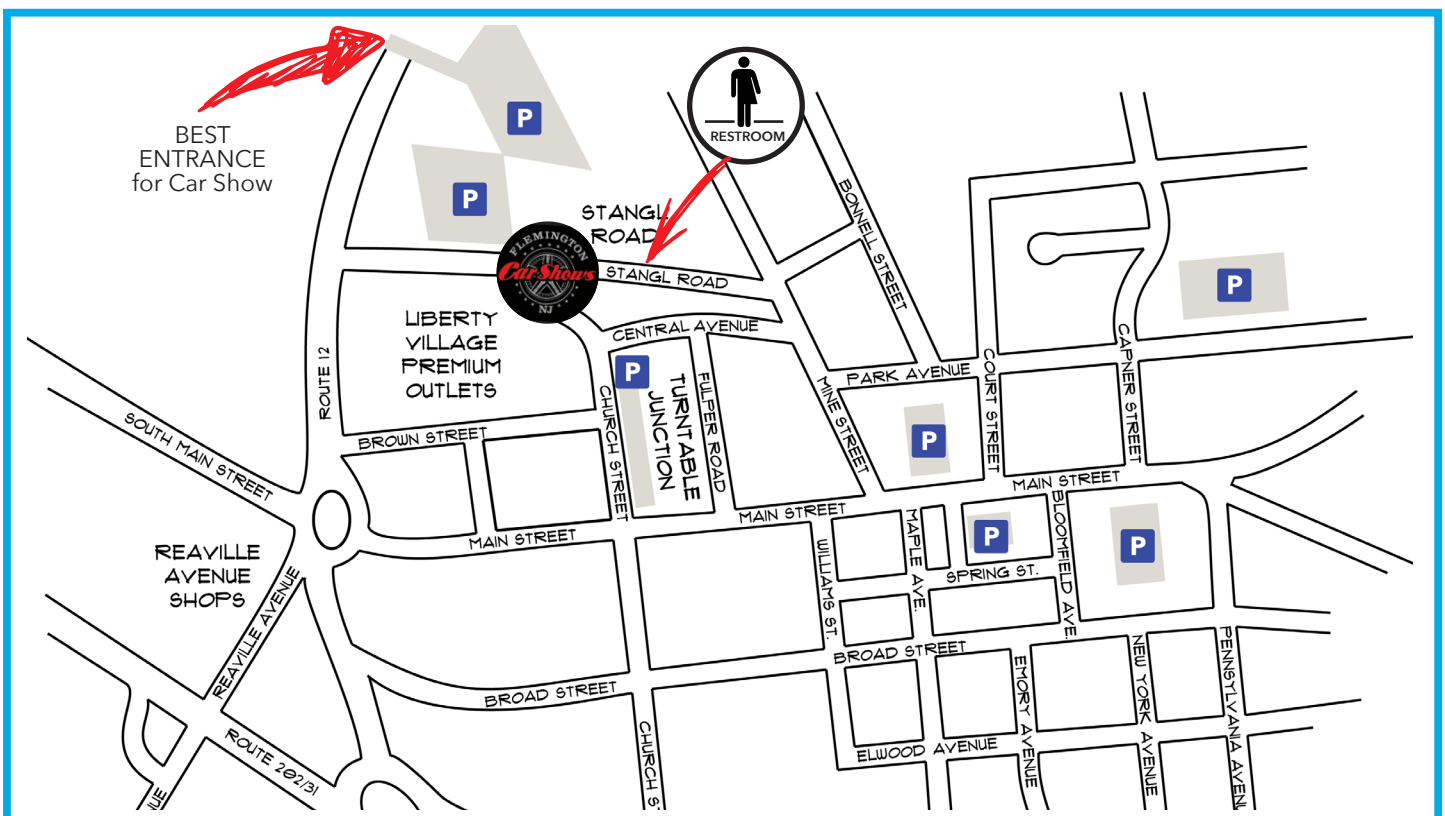 BEST
ENTRANCE
for Car Show
P
P
RESTROOM
STANGL
ROAD
FLEMINGTON
Car Shows
NJ
STANGL ROAD
BONNELL STREET
P
LIBERTY
VILLAGE
PREMIUM
OUTLETS
ROUTE 12
CENTRAL AVENUE
P
TURNTABLE
JUNCTION
FULPER ROAD
CHURCH STREET
MINE STREET
PARK AVENUE
COURT STREET
CAPNER STREET
SOUTH MAIN STREET
BROWN STREET
P
MAIN STREET
MAIN STREET
MAIN STREET
REAVILLE
AVENUE
SHOPS
REAVILLE AVENUE
WILLIAMS ST.
MAPLE AVE.
P
SPRING ST.
BLOOMFIELD AVE.
P
BROAD STREET
BROAD STREET
EMORY AVENUE
NEW YORK AVENUE
PENNSYLVANIA AVENU
ELWOOD AVENUE
CHURCH ST
ROUTE 202/31
UE